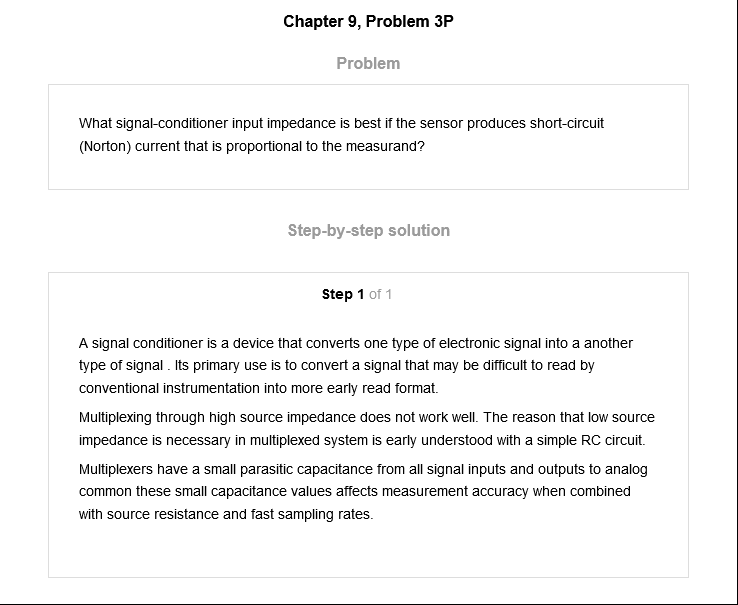 Chapter 9, Problem 3P
Problem
What signal-conditioner input impedance is best if the sensor produces short-circuit
(Norton) current that is proportional to the measurand?
Step-by-step solution
Step 1 of 1
A signal conditioner is a device that converts one type of electronic signal into a another
type of signal . Its primary use is to convert a signal that may be difficult to read by
conventional instrumentation into more early read format.
Multiplexing through high source impedance does not work well. The reason that low source
impedance is necessary in multiplexed system is early understood with a simple RC circuit.
Multiplexers have a small parasitic capacitance from all signal inputs and outputs to analog
common these small capacitance values affects measurement accuracy when combined
with source resistance and fast sampling rates.